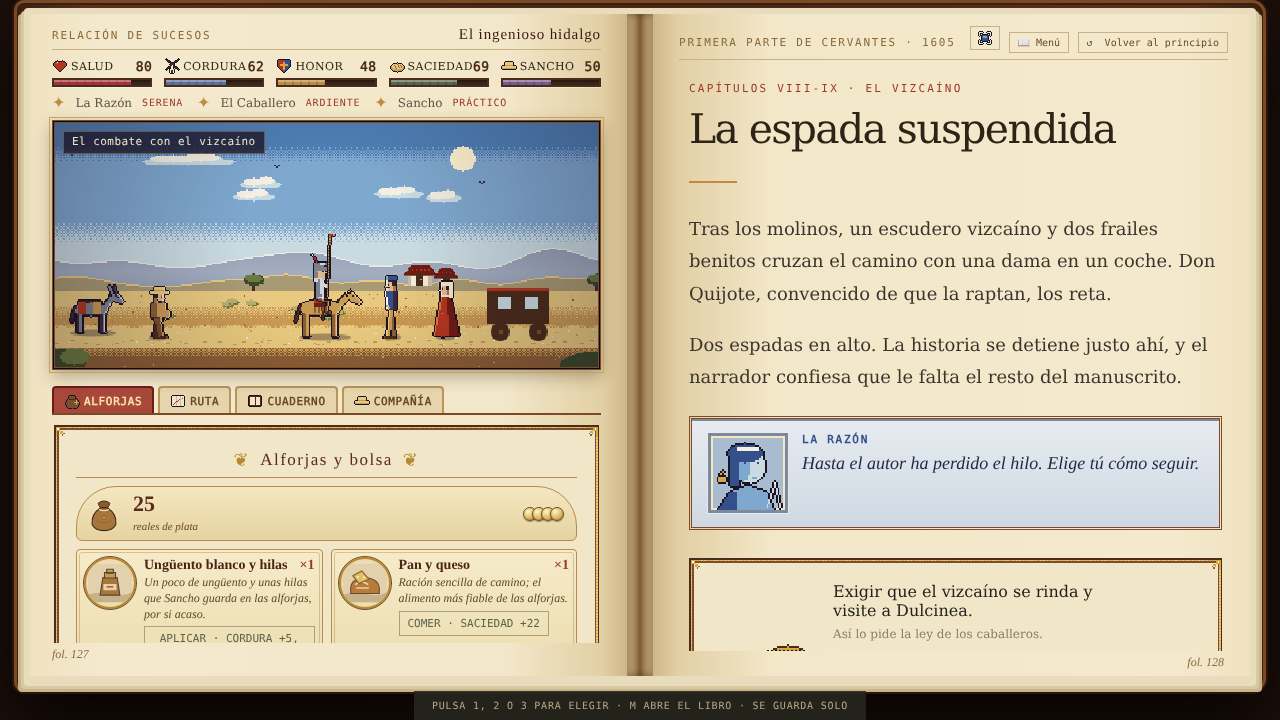 RELACIÓN DE SUCESOS
El ingenioso hidalgo
SALUD 80
CORDURA 62
HONOR 48
SACIEDAD 69
SANCHO 50
La Razón SERENA
El Caballero ARDIENTE
Sancho PRÁCTICO
El combate con el vizcaíno
ALFORJAS
RUTA
CUADERNO
COMPAÑÍA
Alforjas y bolsa
25
reales de plata
Ungüento blanco y hilas ×1
Un poco de ungüento y unas hilas
que Sancho guarda en las alforjas,
por si acaso.
APLICAR · CORDURA +5,
Pan y queso ×1
Ración sencilla de camino; el
alimento más fiable de las alforjas.
COMER · SACIEDAD +22
fol. 127
PRIMERA PARTE DE CERVANTES · 1605
Menú
↺ Volver al principio
CAPÍTULOS VIII-IX · EL VIZCAÍNO
La espada suspendida
Tras los molinos, un escudero vizcaíno y dos frailes
benitos cruzan el camino con una dama en un coche. Don
Quijote, convencido de que la raptan, los reta.
Dos espadas en alto. La historia se detiene justo ahí, y el
narrador confiesa que le falta el resto del manuscrito.
LA RAZÓN
Hasta el autor ha perdido el hilo. Elige tú cómo seguir.
Exigir que el vizcaíno se rinda y
visite a Dulcinea.
Así lo pide la ley de los caballeros.
fol. 128
PULSA 1, 2 O 3 PARA ELEGIR · M ABRE EL LIBRO · SE GUARDA SOLO